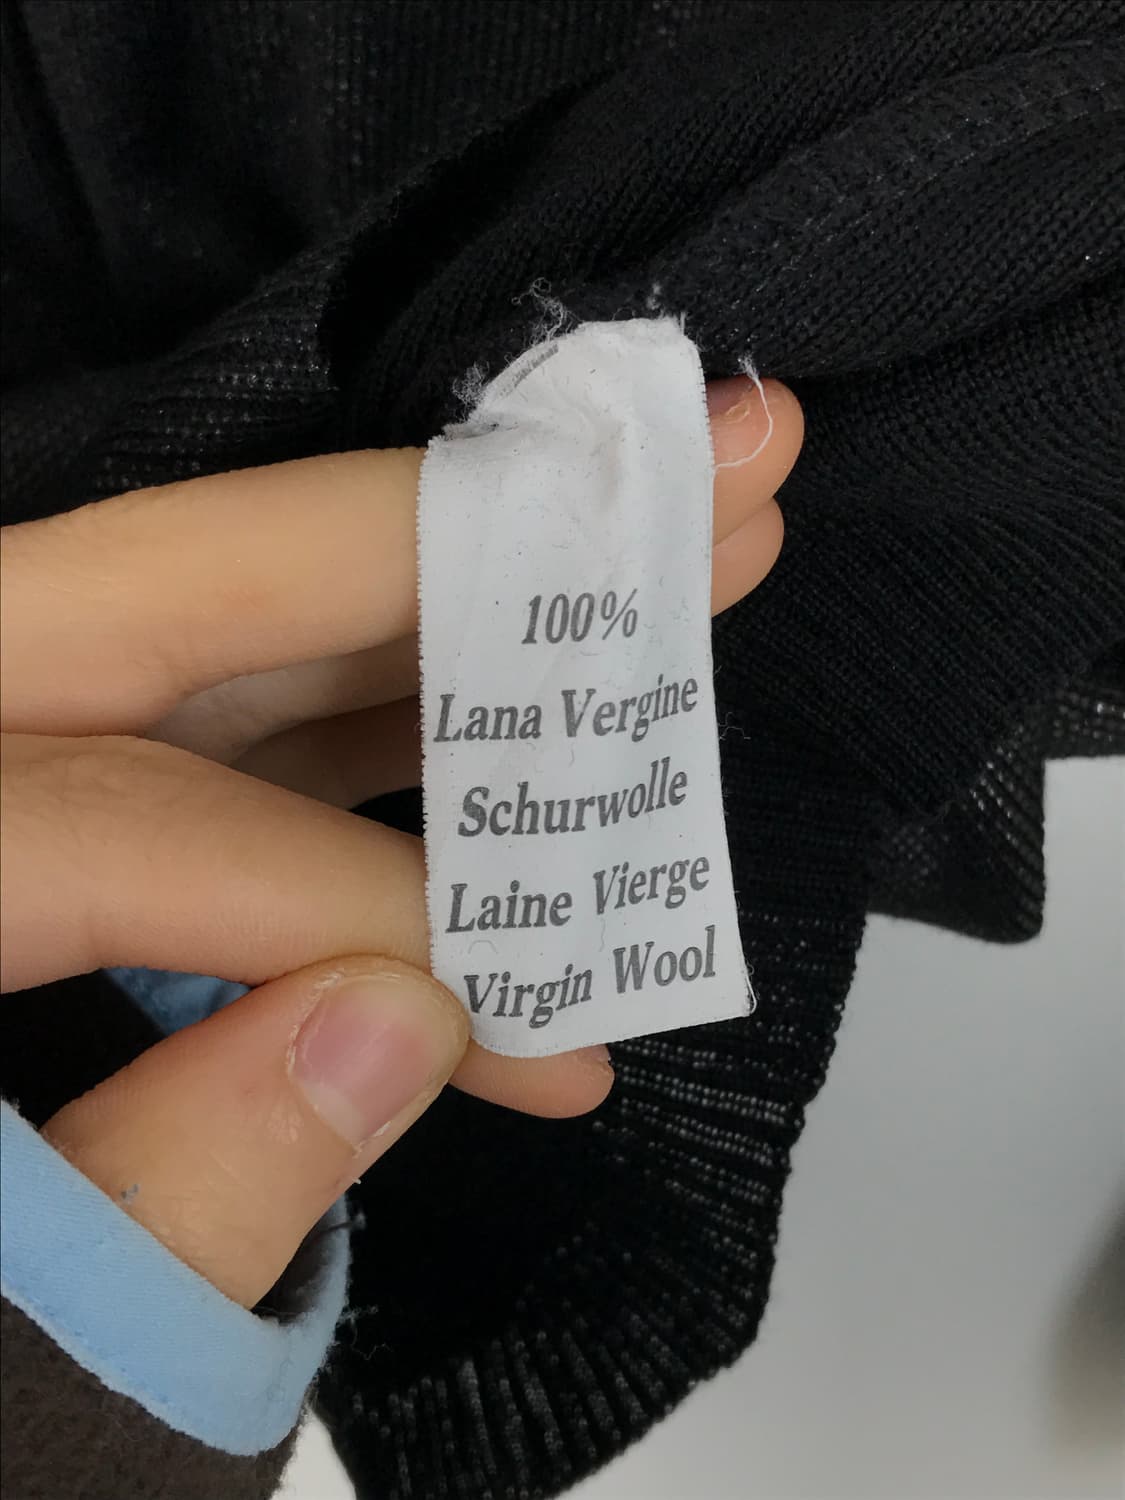 100%
Lana Vergine
Schurwolle
Laine Vierge
Virgin Wool